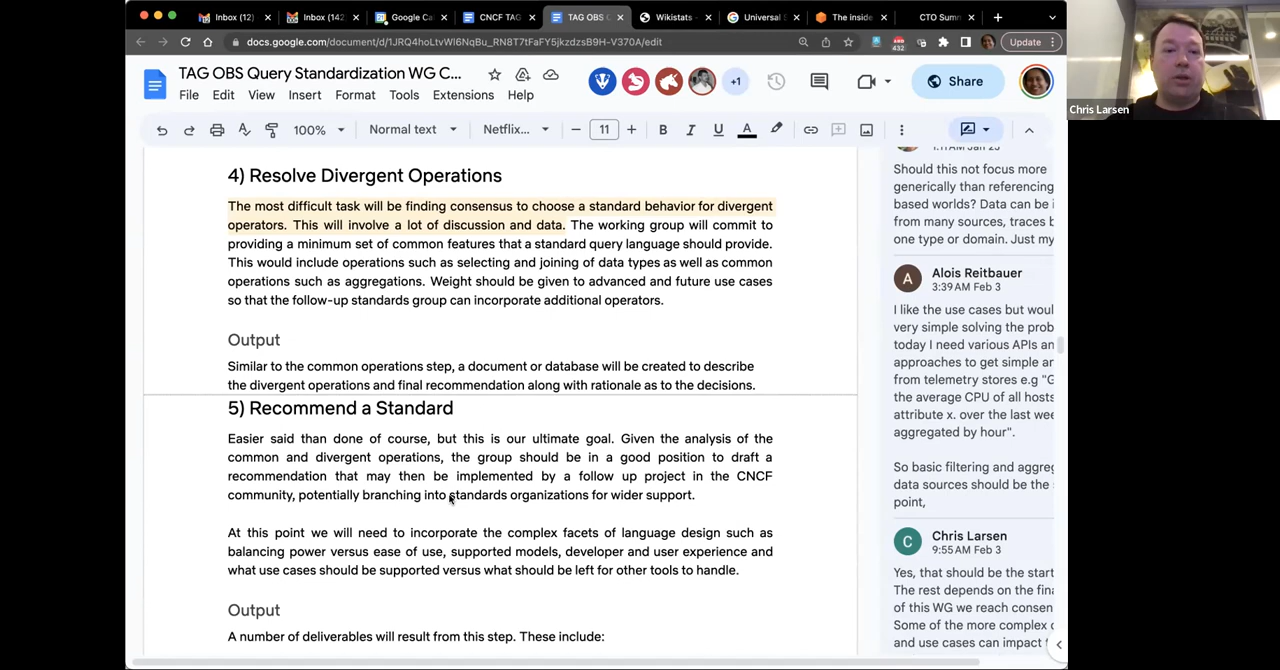 Inbox (12)
Inbox (142
Google Ca
CNCF TAG
TAG OBS Q
Wikistats -
Universal S
The inside
CTO Sum
docs.google.com/document/d/1JRQ4hoLtvWl6NqBu_RN8T7tFaFY5jkzdzsB9H-V370A/edit
432
Update
TAG OBS Query Standardization WG C...
+1
Share
File Edit View Insert Format Tools Extensions Help
100%
Normal text
Netflix...
11
B I U A
4) Resolve Divergent Operations
The most difficult task will be finding consensus to choose a standard behavior for divergent
operators. This will involve a lot of discussion and data. The working group will commit to
providing a minimum set of common features that a standard query language should provide.
This would include operations such as selecting and joining of data types as well as common
operations such as aggregations. Weight should be given to advanced and future use cases
so that the follow-up standards group can incorporate additional operators.
Output
Similar to the common operations step, a document or database will be created to describe
the divergent operations and final recommendation along with rationale as to the decisions.
5) Recommend a Standard
Easier said than done of course, but this is our ultimate goal. Given the analysis of the
common and divergent operations, the group should be in a good position to draft a
recommendation that may then be implemented by a follow up project in the CNCF
community, potentially branching into standards organizations for wider support.
At this point we will need to incorporate the complex facets of language design such as
balancing power versus ease of use, supported models, developer and user experience and
what use cases should be supported versus what should be left for other tools to handle.
Output
A number of deliverables will result from this step. These include:
Should this not focus more
generically than referencing
based worlds? Data can be i
from many sources, traces b
one type or domain. Just my
A
Alois Reitbauer
3:39 AM Feb 3
I like the use cases but woul
very simple solving the prob
today I need various APIs an
approaches to get simple an
from telemetry stores e.g "G
the average CPU of all hosts
attribute x. over the last wee
aggregated by hour".
So basic filtering and aggreg
data sources should be the s
point,
C
Chris Larsen
9:55 AM Feb 3
Yes, that should be the start
The rest depends on the fina
of this WG we reach consen
Some of the more complex c
and use cases can impact t
Chris Larsen